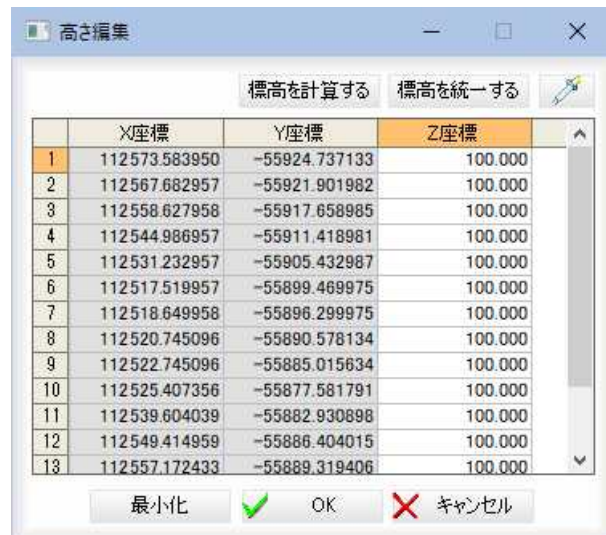 高さ編集
標高を計算する 標高を統一する
X座標 Y座標 Z座標
1 112573.583950 -55924.737133 100.000
2 112567.682957 -55921.901982 100.000
3 112558.627958 -55917.658985 100.000
4 112544.986957 -55911.418981 100.000
5 112531.232957 -55905.432987 100.000
6 112517.519957 -55899.469975 100.000
7 112518.649958 -55896.299975 100.000
8 112520.745096 -55890.578134 100.000
9 112522.745096 -55885.015634 100.000
10 112525.407356 -55877.581791 100.000
11 112539.604039 -55882.930898 100.000
12 112549.414959 -55886.404015 100.000
13 112557.172433 -55889.319406 100.000
最小化 OK キャンセル